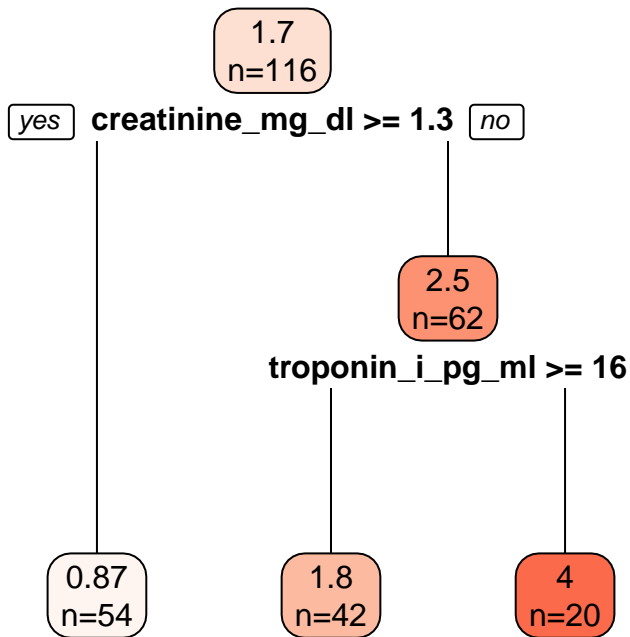 1.7
n=116
yes creatinine_mg_dl >= 1.3 no
2.5
n=62
troponin_i_pg_ml >= 16
0.87
n=54
1.8
n=42
4
n=20